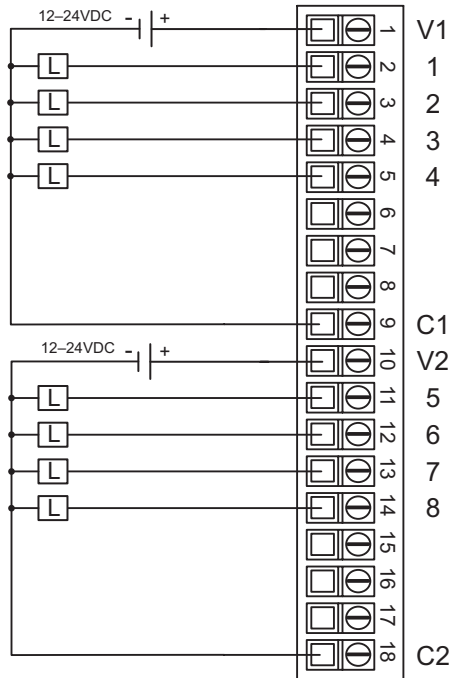 12–24VDC - + 1 V1
L 2 1
L 3 2
L 4 3
L 5 4
6
7
8
9 C1
12–24VDC - + 10 V2
L 11 5
L 12 6
L 13 7
L 14 8
15
16
17
18 C2